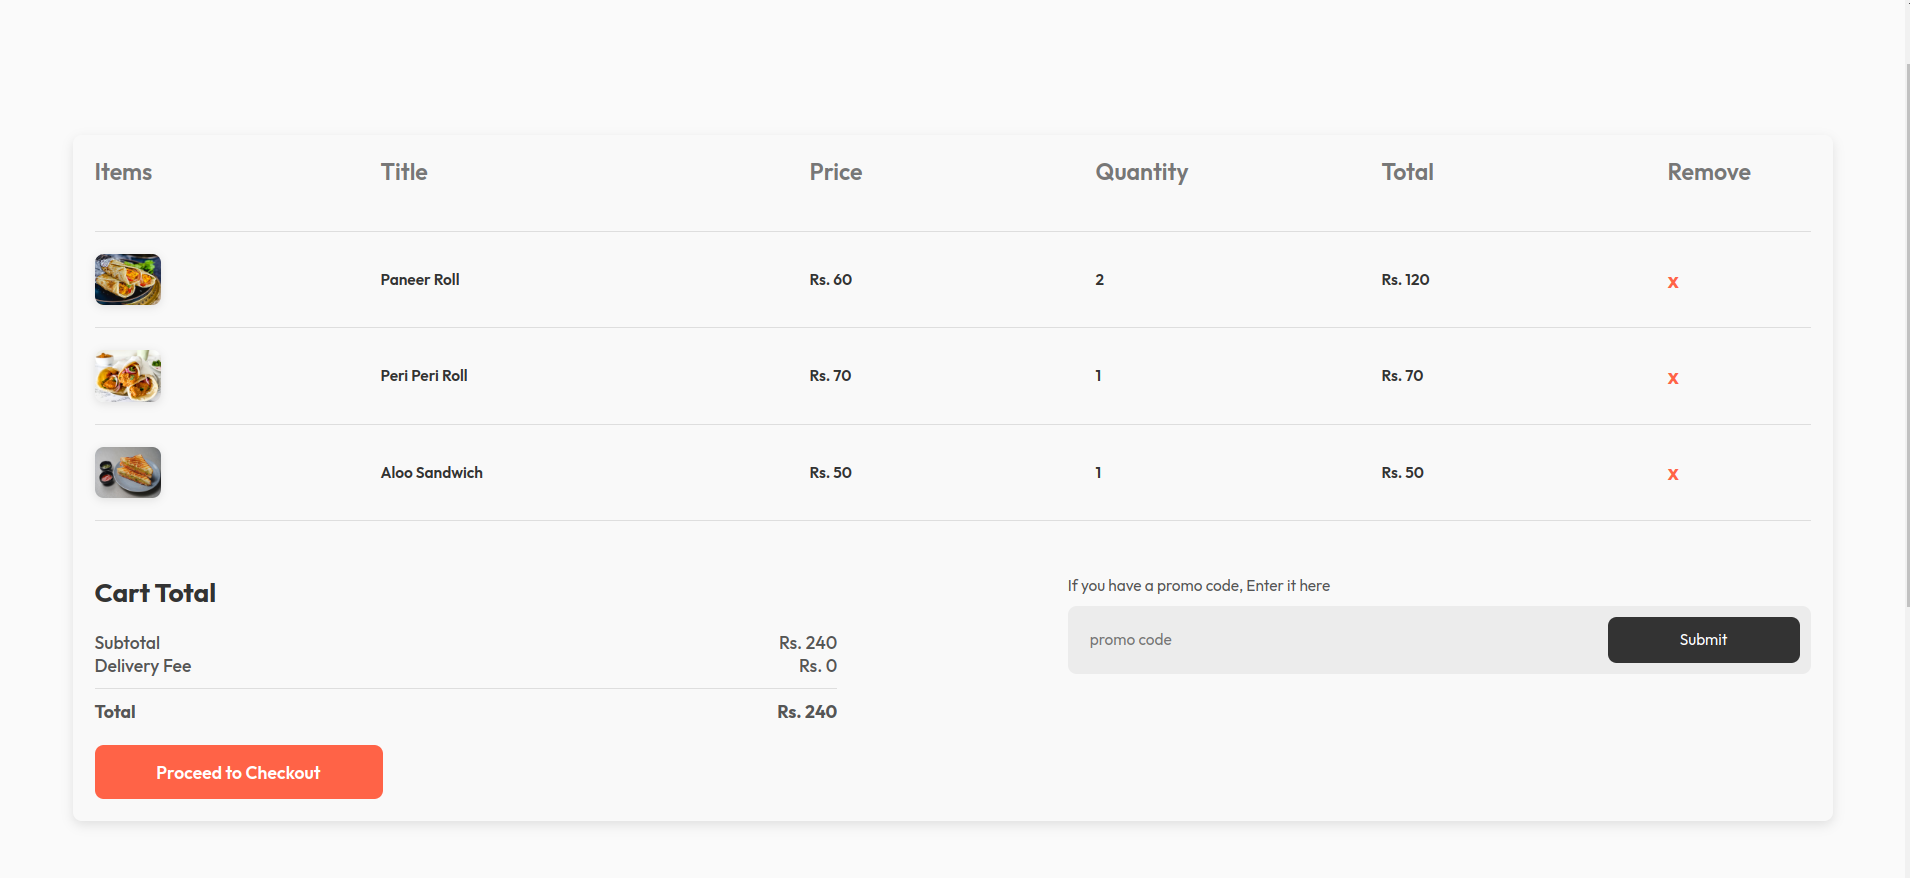 Items Title Price Quantity Total Remove
Paneer Roll Rs. 60 2 Rs. 120 x
Peri Peri Roll Rs. 70 1 Rs. 70 x
Aloo Sandwich Rs. 50 1 Rs. 50 x
Cart Total
Subtotal Rs. 240
Delivery Fee Rs. 0
Total Rs. 240
Proceed to Checkout
If you have a promo code, Enter it here
promo code Submit